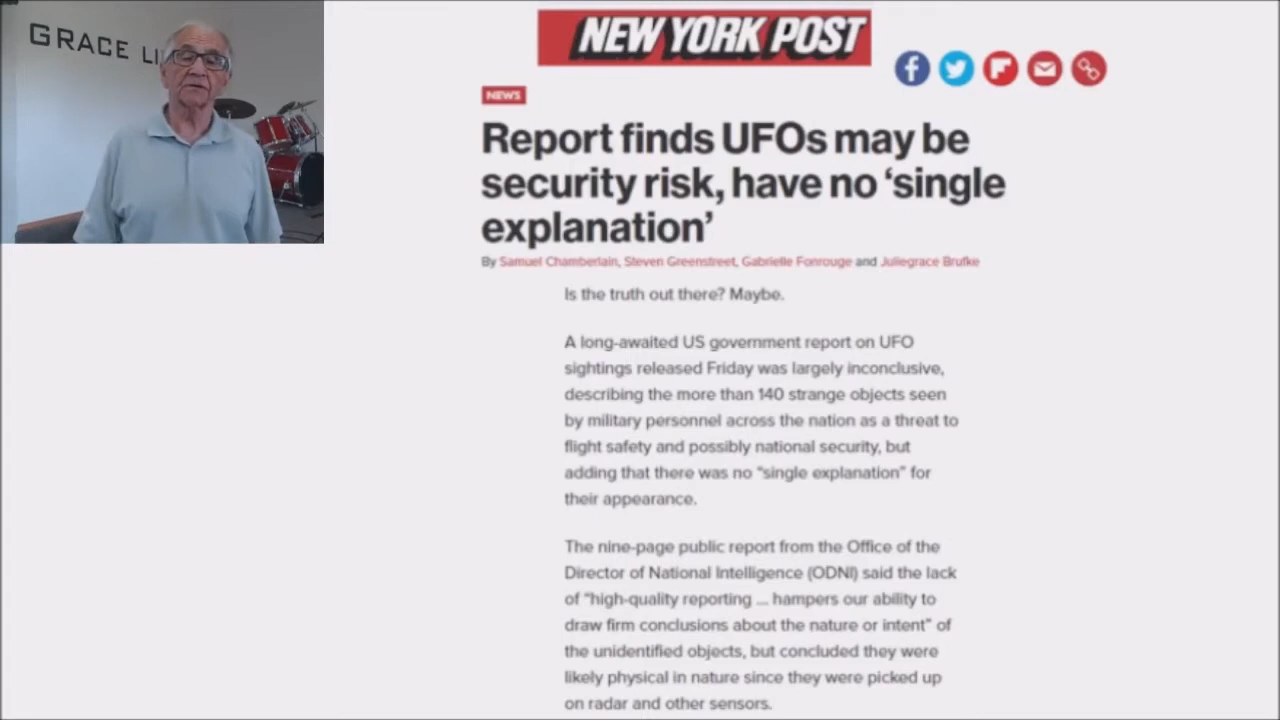 GRACE LI
NEW YORK POST
NEWS
Report finds UFOs may be
security risk, have no ‘single
explanation’
By Samuel Chamberlain, Steven Greenstreet, Gabrielle Fonrouge and Juliegrace Brufke
Is the truth out there? Maybe.
A long-awaited US government report on UFO
sightings released Friday was largely inconclusive,
describing the more than 140 strange objects seen
by military personnel across the nation as a threat to
flight safety and possibly national security, but
adding that there was no “single explanation” for
their appearance.
The nine-page public report from the Office of the
Director of National Intelligence (ODNI) said the lack
of “high-quality reporting ... hampers our ability to
draw firm conclusions about the nature or intent” of
the unidentified objects, but concluded they were
likely physical in nature since they were picked up
on radar and other sensors.